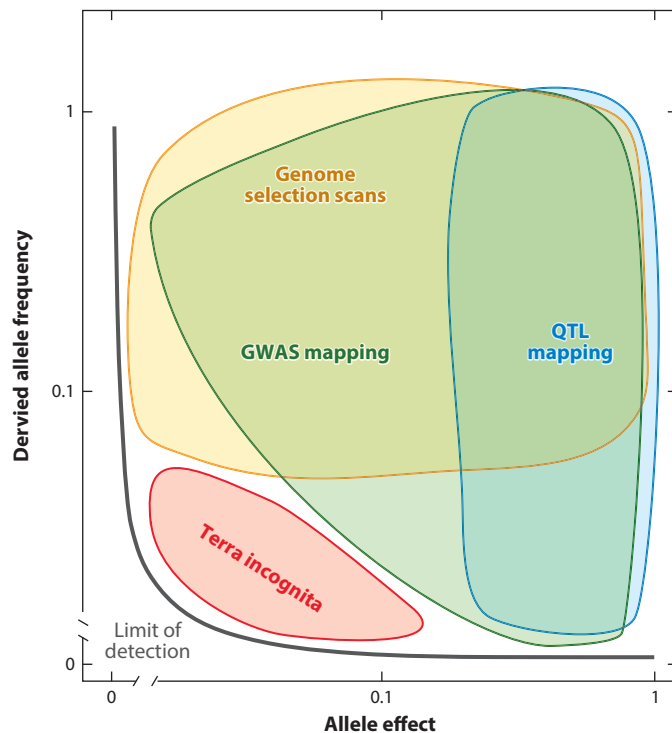 1
Genome
selection scans
Dervied allele frequency
GWAS mapping
QTL
mapping
0.1
Terra incognita
Limit of
detection
0
0
0.1
1
Allele effect